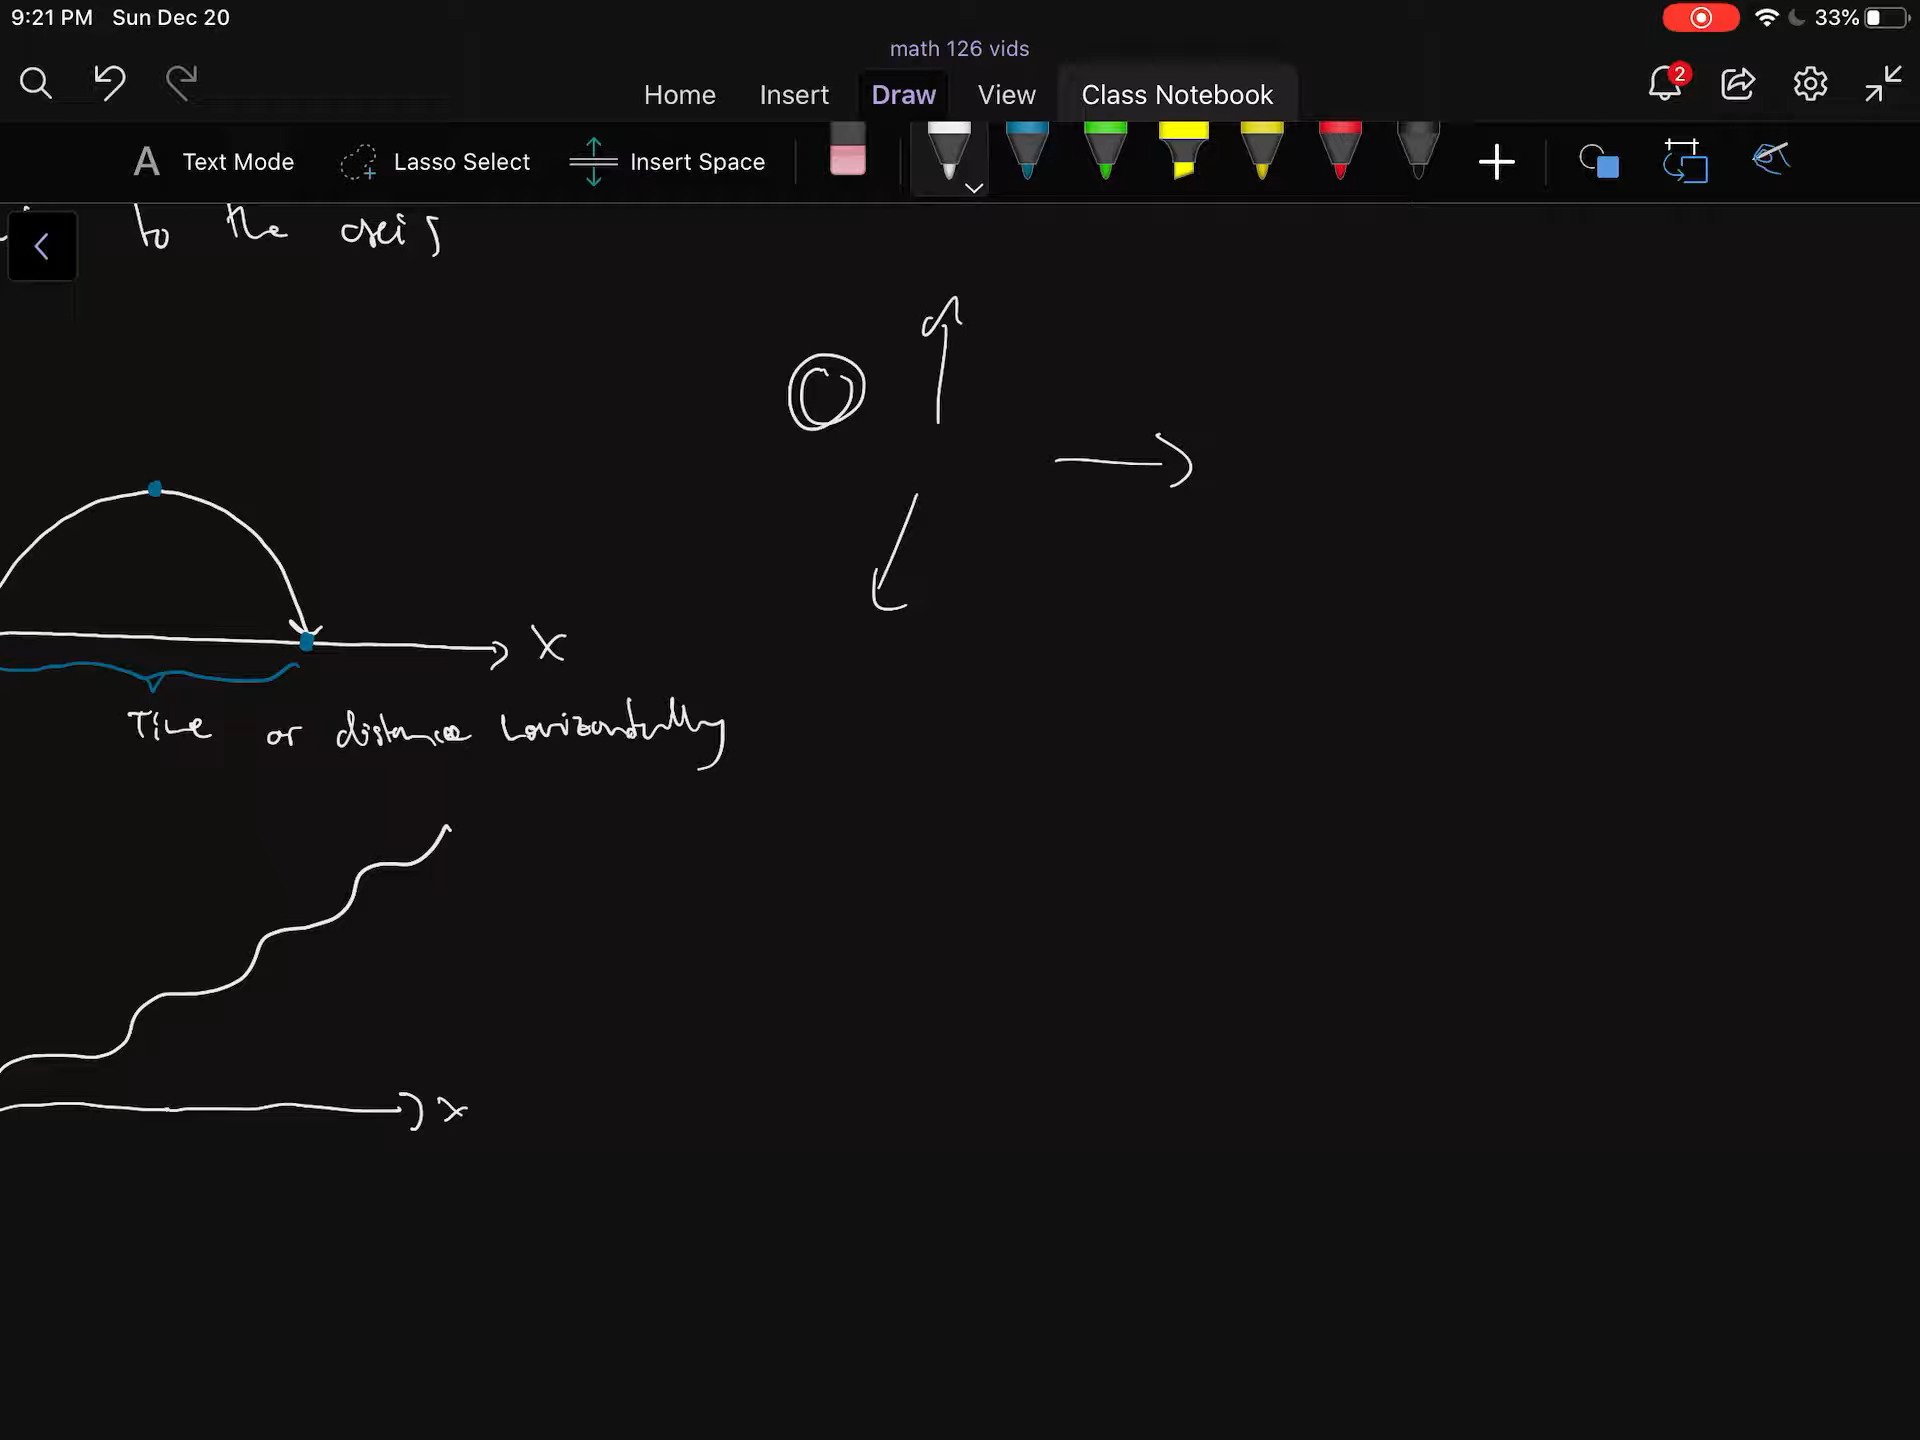 9:21 PM Sun Dec 20
33%
math 126 vids
2
Home Insert Draw View Class Notebook
A Text Mode Lasso Select Insert Space
to the axis
X
Time or distance horizontally
x